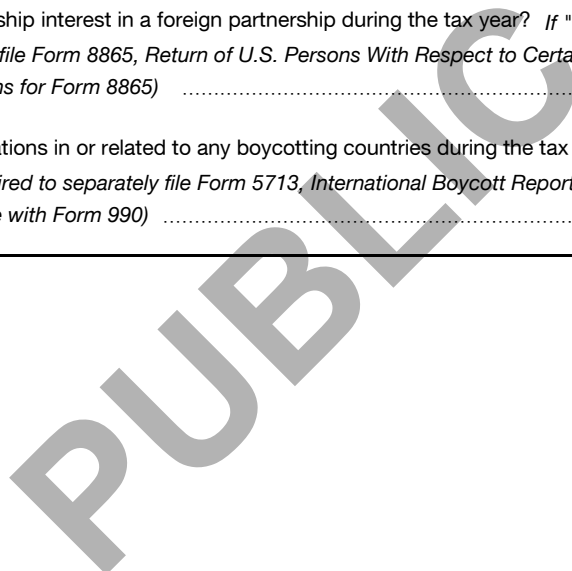 ship interest in a foreign partnership during the tax year? If "
file Form 8865, Return of U.S. Persons With Respect to Certa
ns for Form 8865) ................................................................
ations in or related to any boycotting countries during the tax
ired to separately file Form 5713, International Boycott Report
e with Form 990) ................................................................
PUBLIC